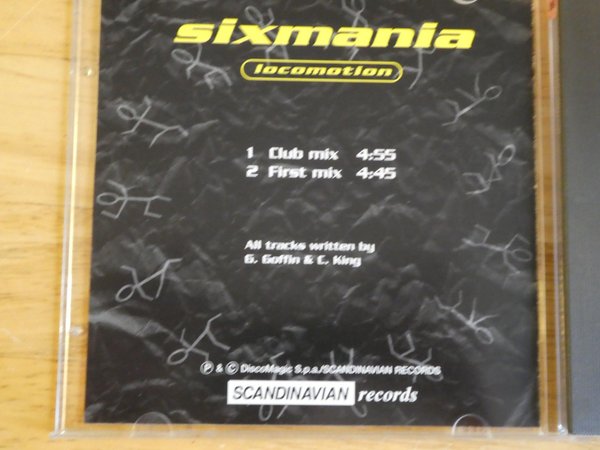 sixmania
locomotion
1 Club mix 4:55
2 First mix 4:45
All tracks written by
G. Goffin & C. King
℗ & © DiscoMagic S.p.a./SCANDINAVIAN RECORDS
SCANDINAVIAN records